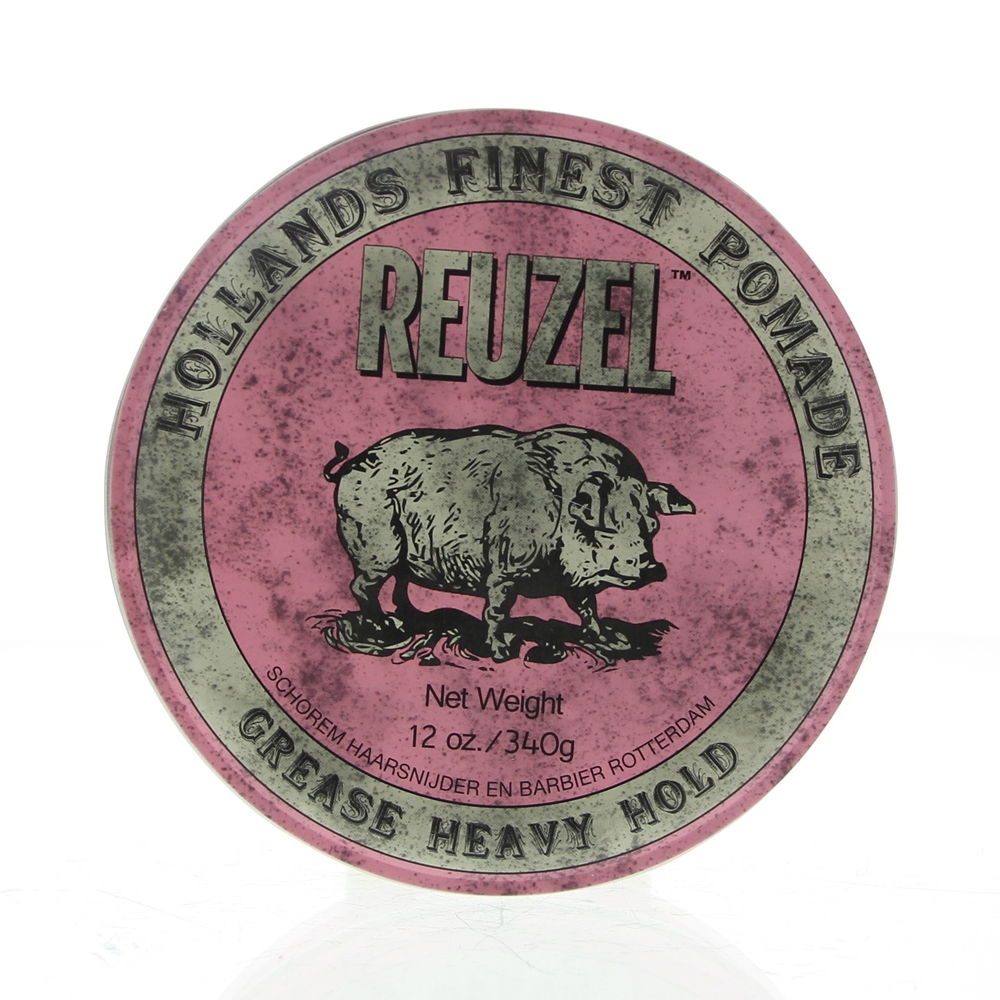 HOLLANDS FINEST POMADE
REUZEL™
Net Weight
12 oz./340g
SCHOREM HAARSNIJDER EN BARBIER ROTTERDAM
GREASE HEAVY HOLD